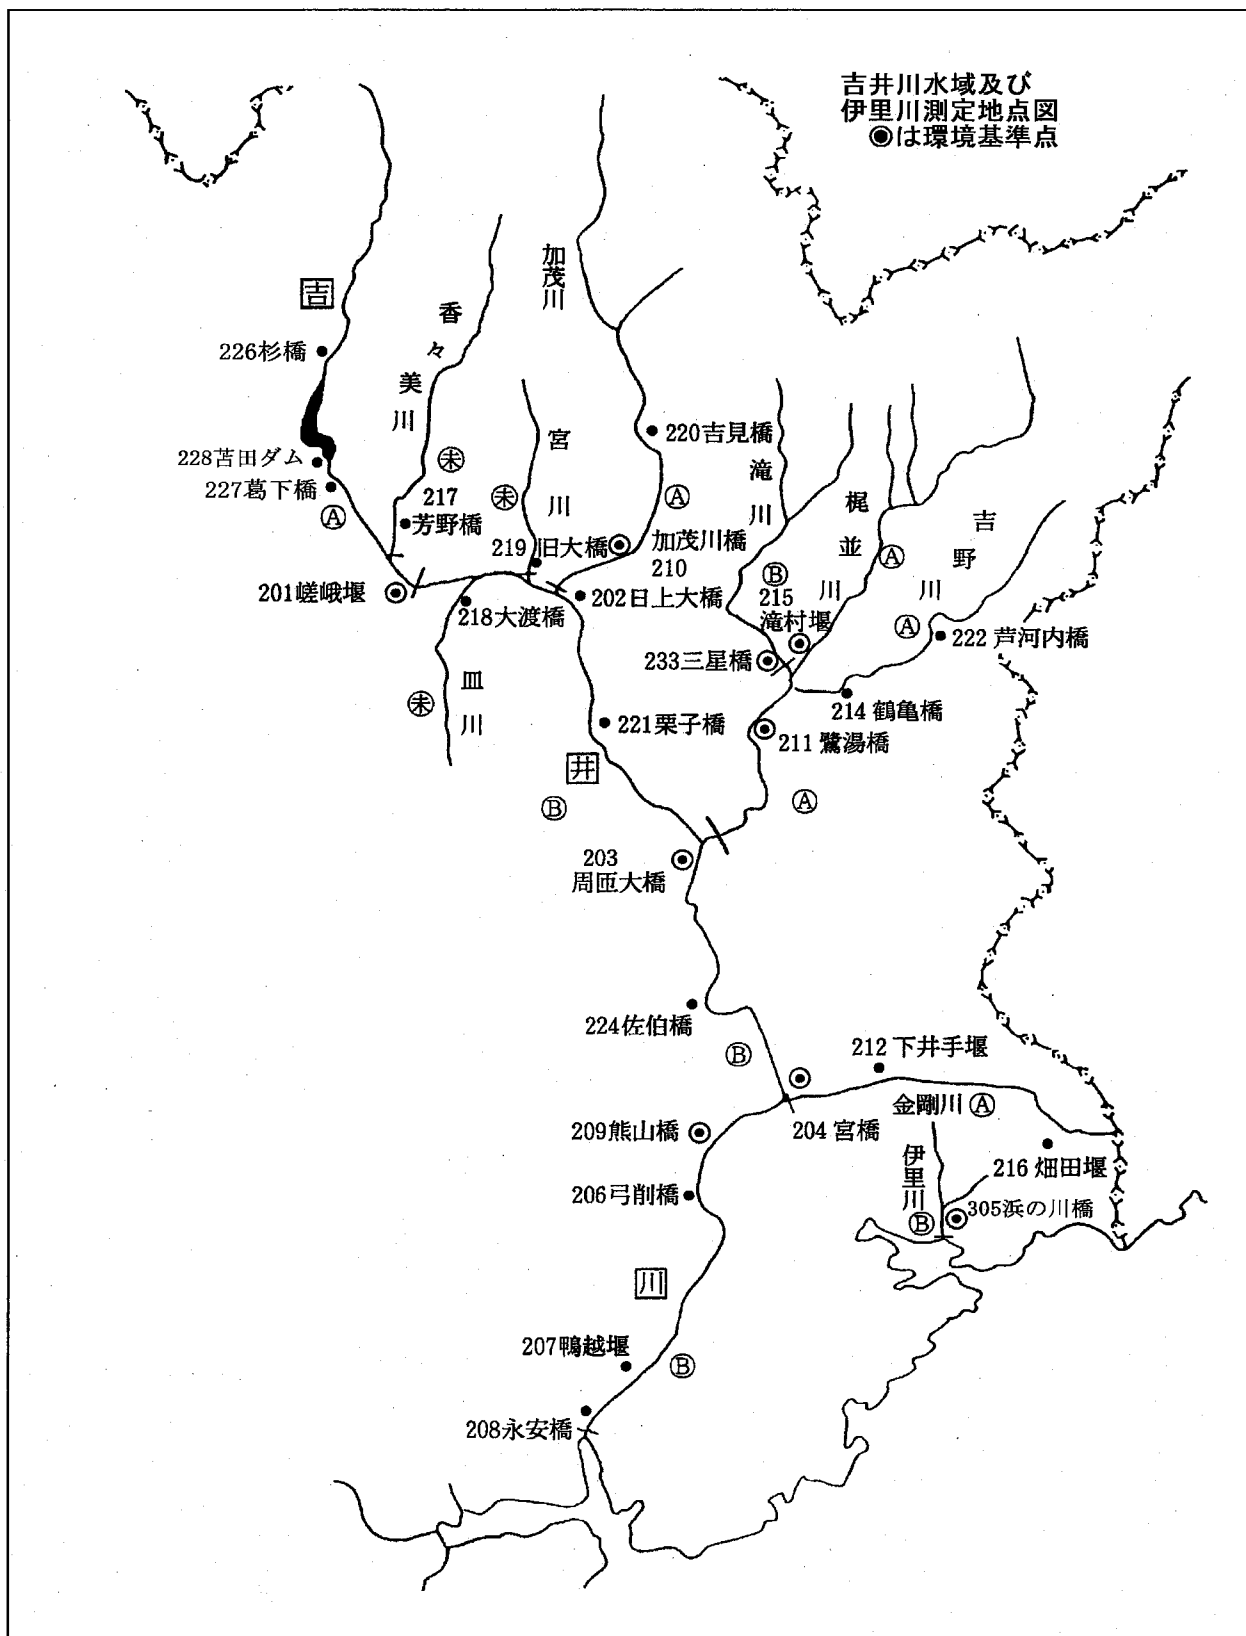 吉井川水域及び
伊里川測定地点図
◉は環境基準点
吉
226杉橋
228苫田ダム
227葛下橋
Ⓐ
香々美川
㊍
217
芳野橋
201嵯峨堰
宮川
219 旧大橋
218大渡橋
皿川
加茂川
220吉見橋
Ⓐ
加茂川橋
210
202日上大橋
221栗子橋
井
Ⓑ
滝川
Ⓑ
215
滝村堰
233三星橋
梶並川
Ⓐ
吉野川
Ⓐ
222 芦河内橋
214 鶴亀橋
211 鷺湯橋
Ⓐ
203
周匝大橋
224佐伯橋
Ⓑ
212 下井手堰
金剛川 Ⓐ
204 宮橋
209熊山橋
206弓削橋
216 畑田堰
伊里川
Ⓑ
305浜の川橋
川
207鴨越堰
Ⓑ
208永安橋